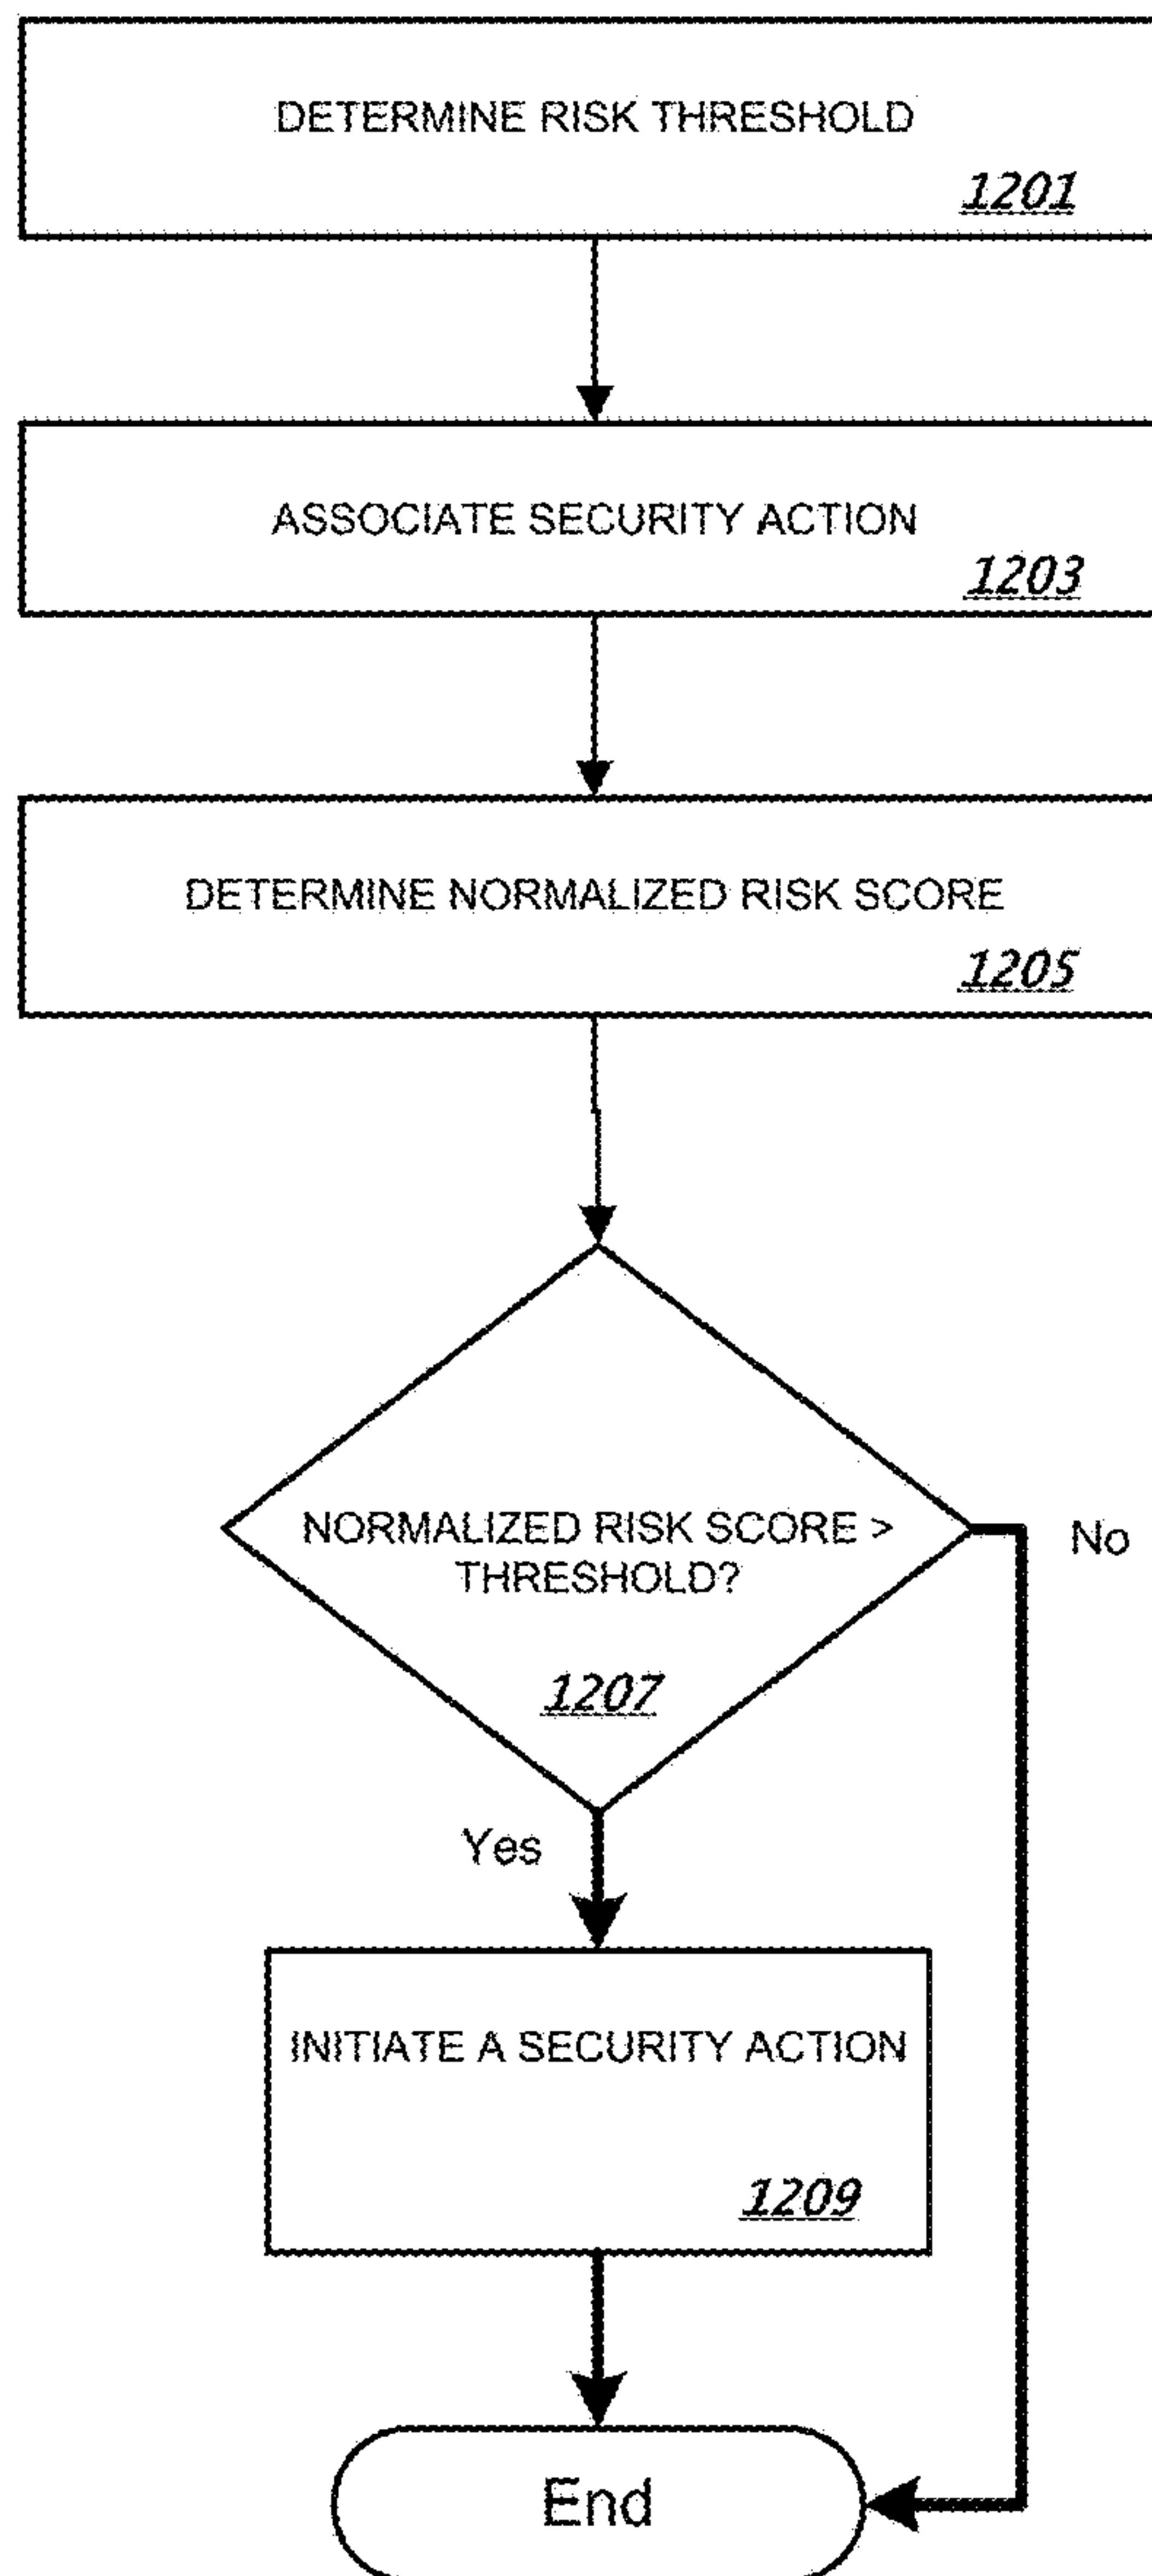 DETERMINE RISK THRESHOLD
1201
ASSOCIATE SECURITY ACTION
1203
DETERMINE NORMALIZED RISK SCORE
1205
NORMALIZED RISK SCORE >
THRESHOLD?
No
1207
Yes
INITIATE A SECURITY ACTION
1209
End